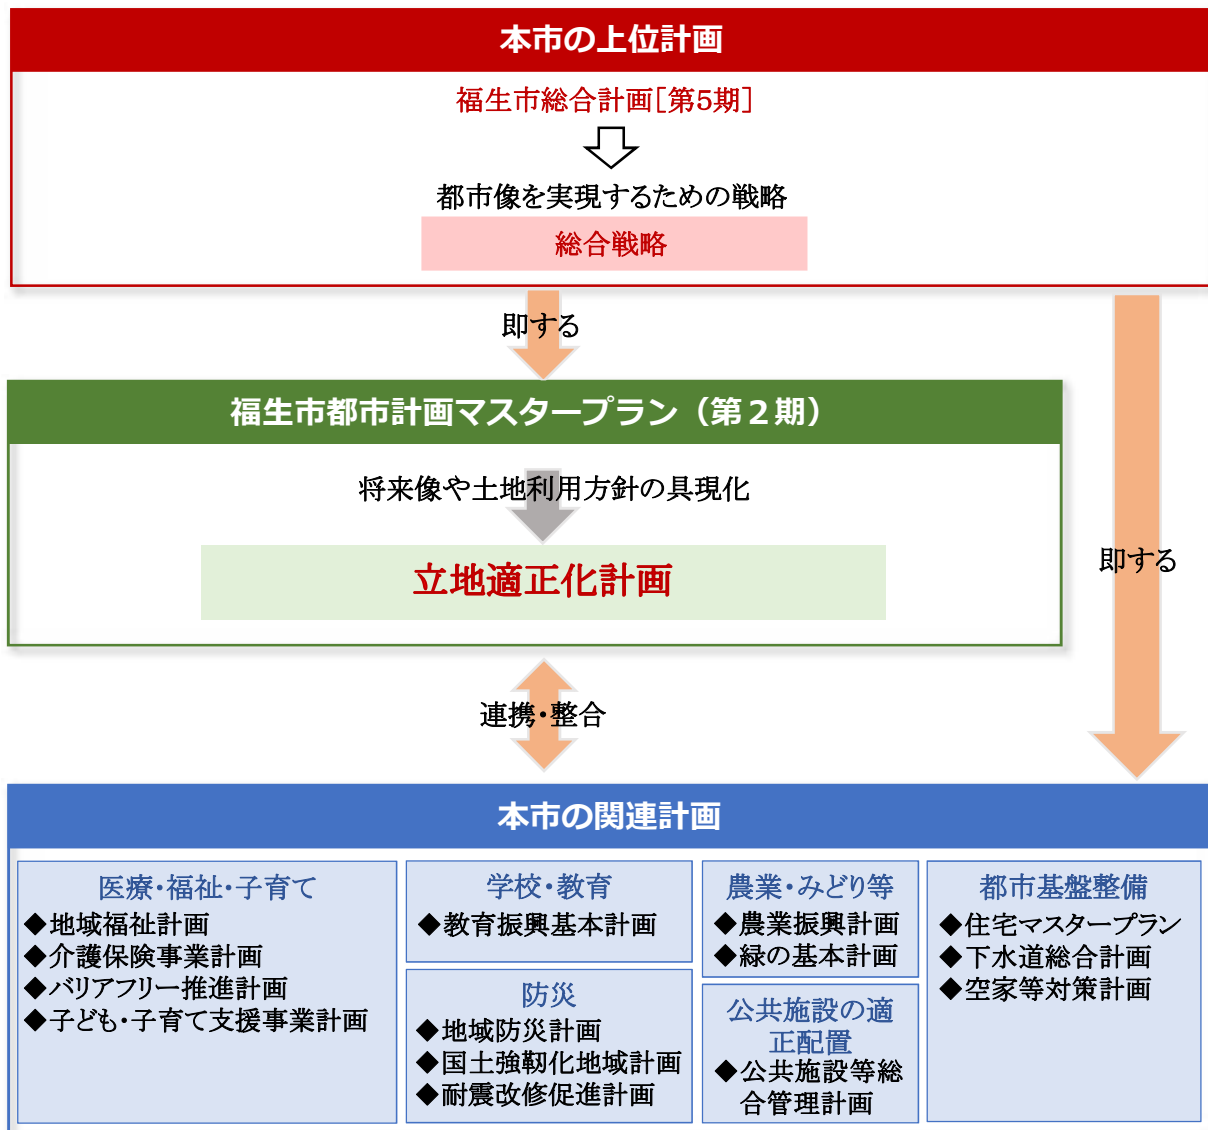 本市の上位計画
福生市総合計画［第5期］
都市像を実現するための戦略
総合戦略
即する
福生市都市計画マスタープラン（第２期）
将来像や土地利用方針の具現化
立地適正化計画
即する
連携・整合
本市の関連計画
医療・福祉・子育て
◆地域福祉計画
◆介護保険事業計画
◆バリアフリー推進計画
◆子ども・子育て支援事業計画
学校・教育
◆教育振興基本計画
防災
◆地域防災計画
◆国土強靭化地域計画
◆耐震改修促進計画
農業・みどり等
◆農業振興計画
◆緑の基本計画
公共施設の適
正配置
◆公共施設等総
合管理計画
都市基盤整備
◆住宅マスタープラン
◆下水道総合計画
◆空家等対策計画